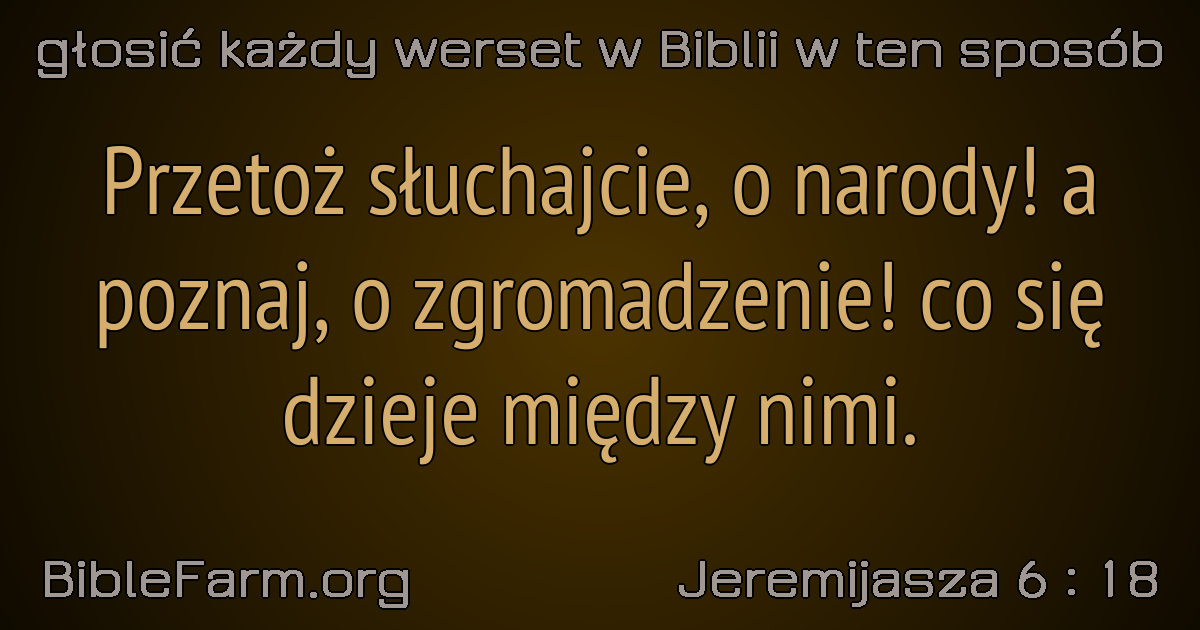 głosić każdy werset w Biblii w ten sposób
Przetoż słuchajcie, o narody! a
poznaj, o zgromadzenie! co się
dzieje między nimi.
BibleFarm.org
Jeremijasza 6 : 18